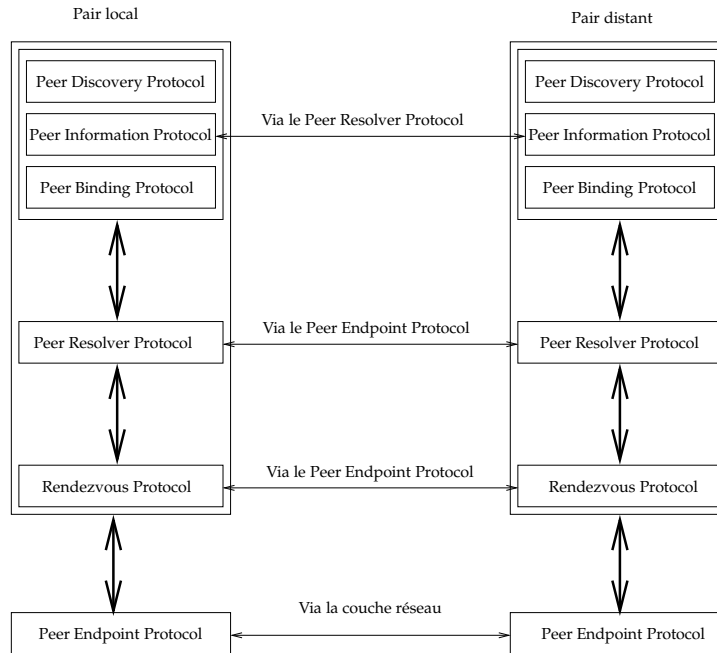 Pair local
Pair distant
Peer Discovery Protocol
Peer Discovery Protocol
Via le Peer Resolver Protocol
Peer Information Protocol
Peer Information Protocol
Peer Binding Protocol
Peer Binding Protocol
Via le Peer Endpoint Protocol
Peer Resolver Protocol
Peer Resolver Protocol
Via le Peer Endpoint Protocol
Rendezvous Protocol
Rendezvous Protocol
Via la couche réseau
Peer Endpoint Protocol
Peer Endpoint Protocol